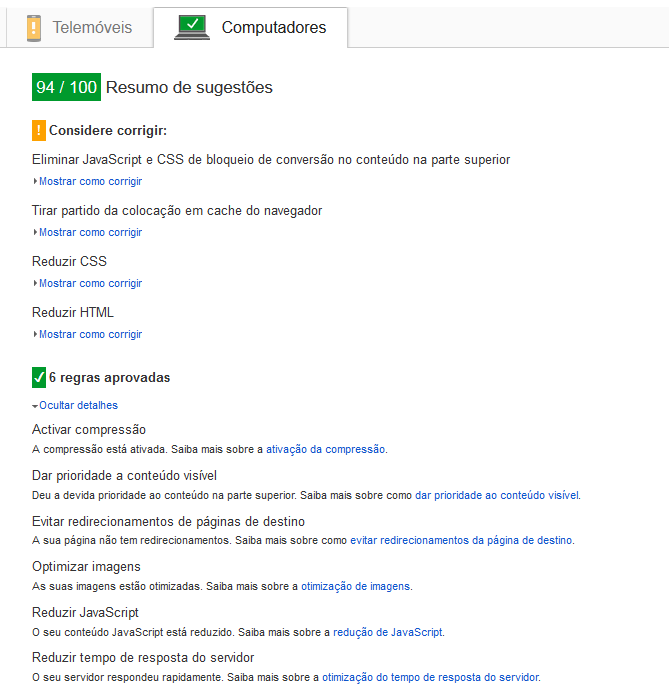 Telemóveis
Computadores
94 / 100 Resumo de sugestões
! Considere corrigir:
Eliminar JavaScript e CSS de bloqueio de conversão no conteúdo na parte superior
Mostrar como corrigir
Tirar partido da colocação em cache do navegador
Mostrar como corrigir
Reduzir CSS
Mostrar como corrigir
Reduzir HTML
Mostrar como corrigir
6 regras aprovadas
Ocultar detalhes
Activar compressão
A compressão está ativada. Saiba mais sobre a ativação da compressão.
Dar prioridade a conteúdo visível
Deu a devida prioridade ao conteúdo na parte superior. Saiba mais sobre como dar prioridade ao conteúdo visível.
Evitar redirecionamentos de páginas de destino
A sua página não tem redirecionamentos. Saiba mais sobre como evitar redirecionamentos da página de destino.
Optimizar imagens
As suas imagens estão otimizadas. Saiba mais sobre a otimização de imagens.
Reduzir JavaScript
O seu conteúdo JavaScript está reduzido. Saiba mais sobre a redução de JavaScript.
Reduzir tempo de resposta do servidor
O seu servidor respondeu rapidamente. Saiba mais sobre a otimização do tempo de resposta do servidor.